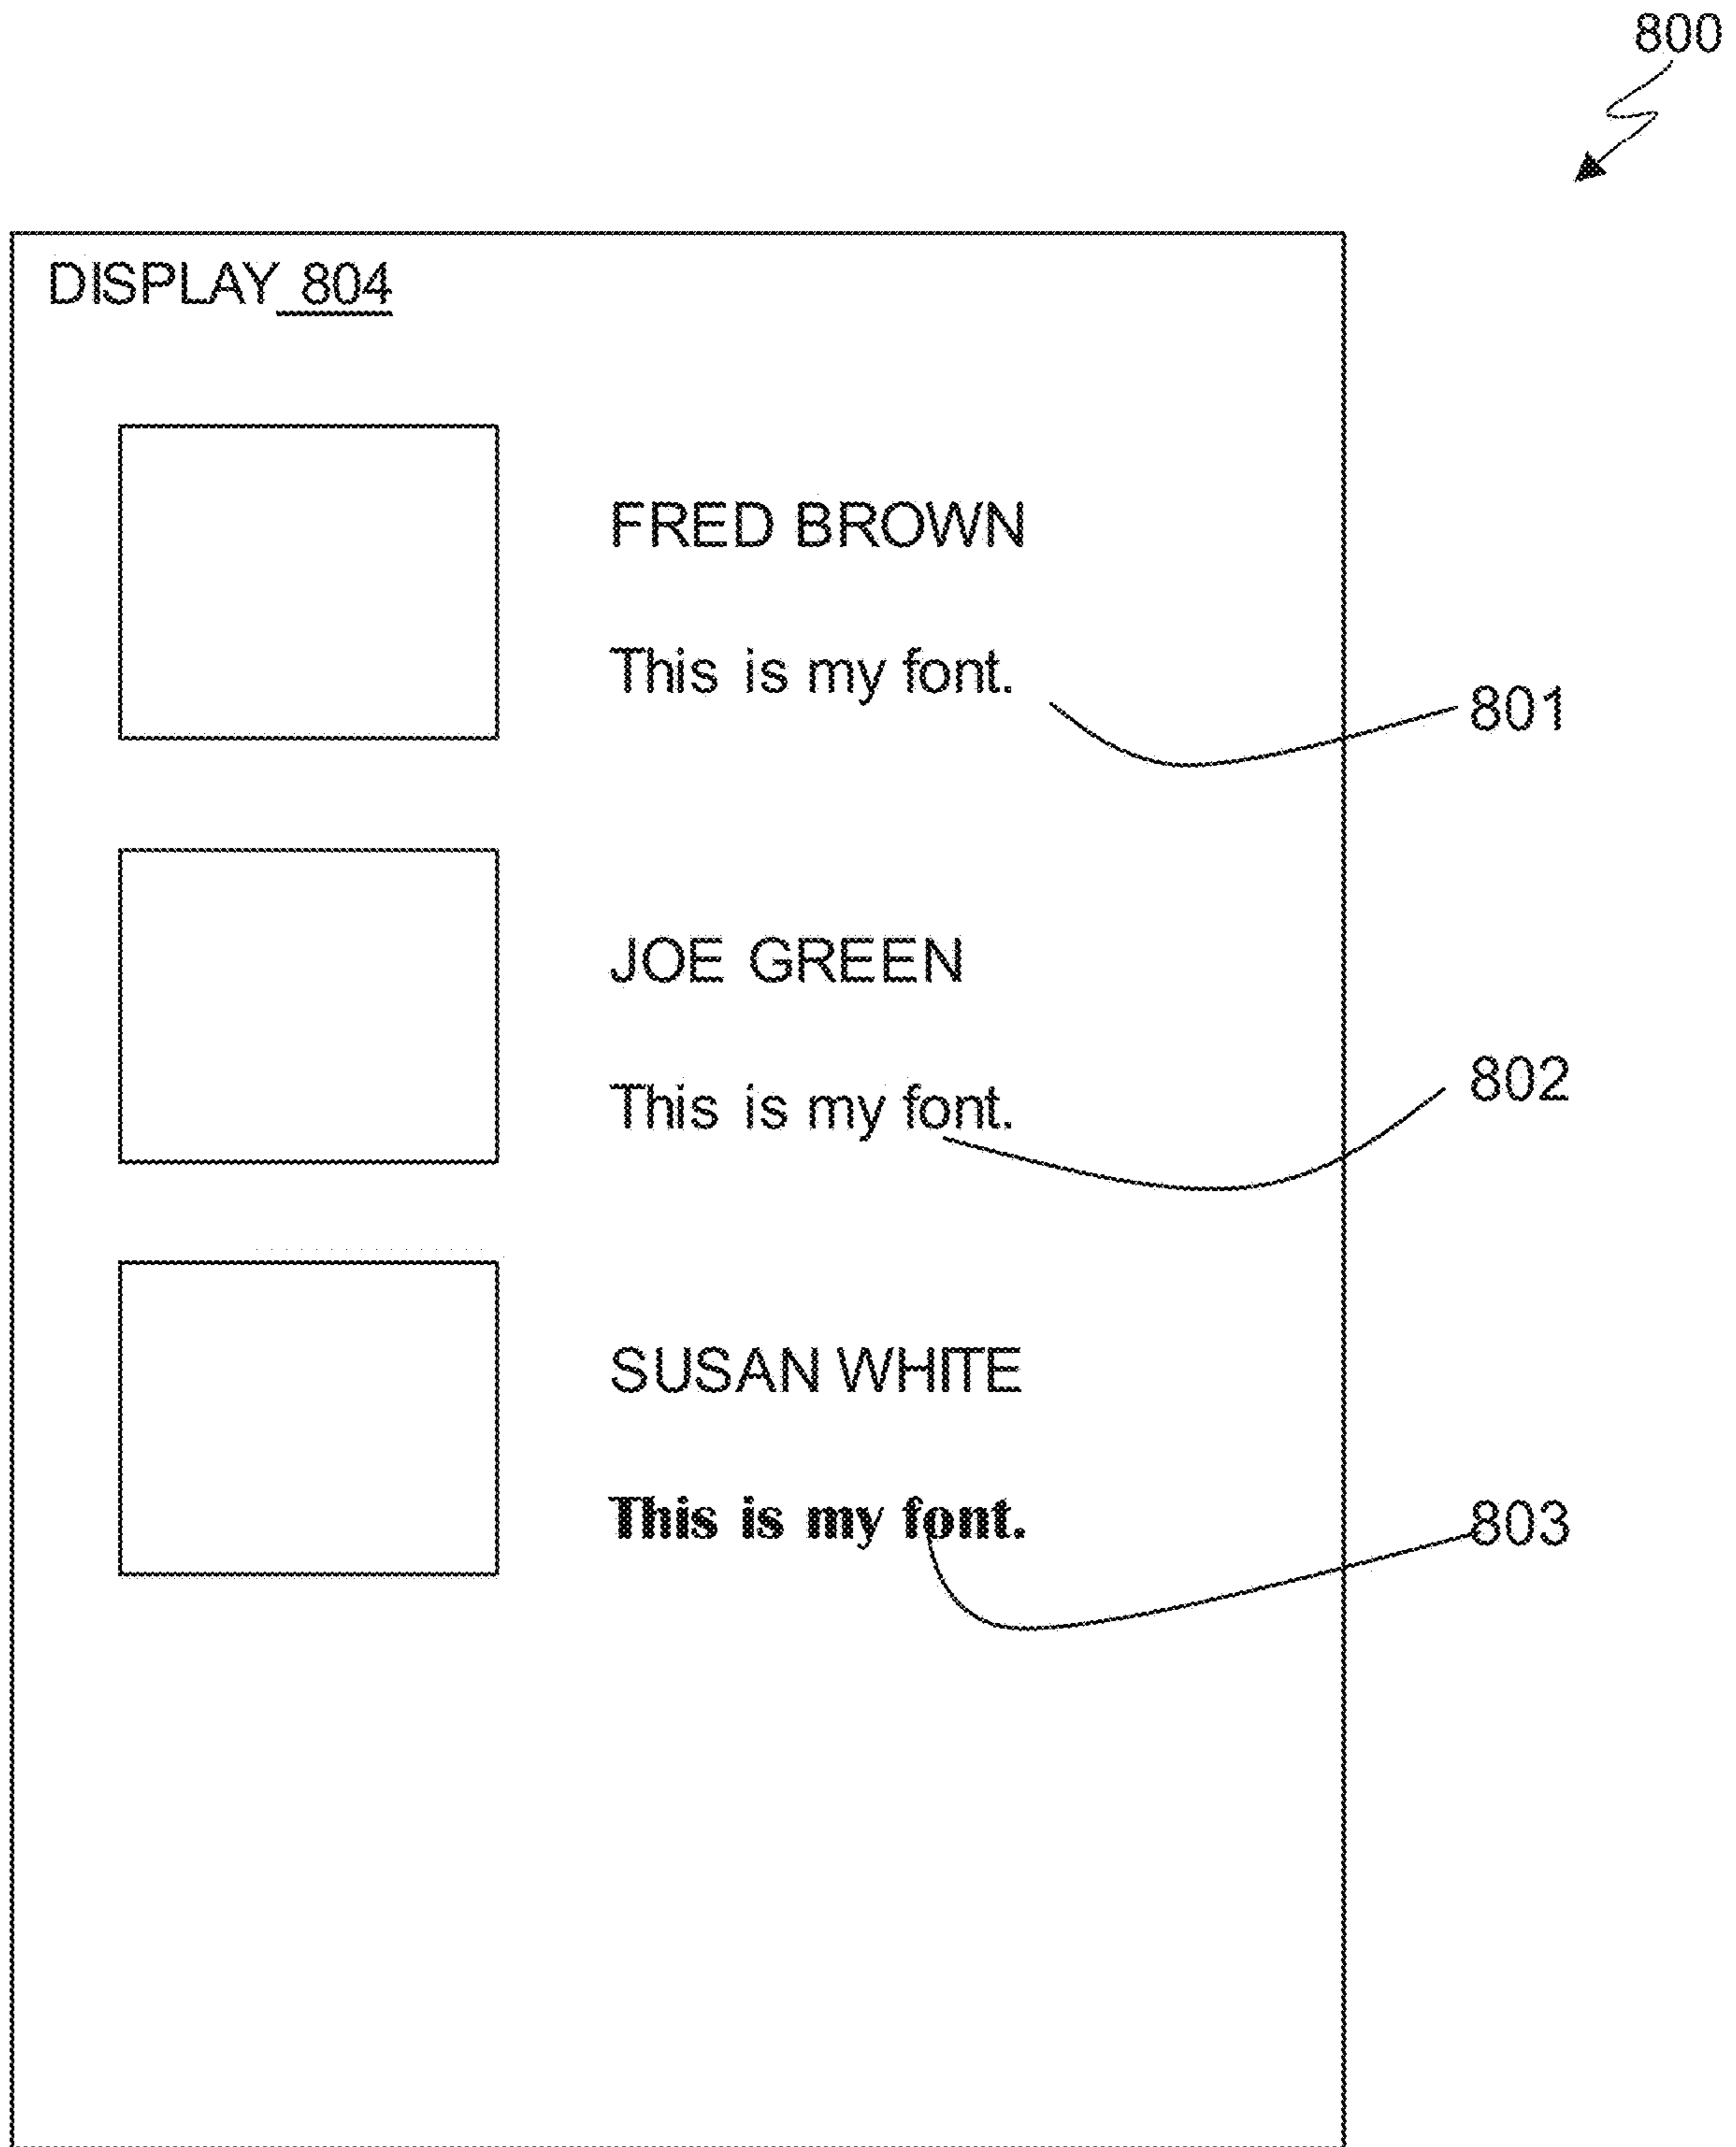 800
DISPLAY 804
FRED BROWN
This is my font.
801
JOE GREEN
This is my font.
802
SUSAN WHITE
This is my font.
803